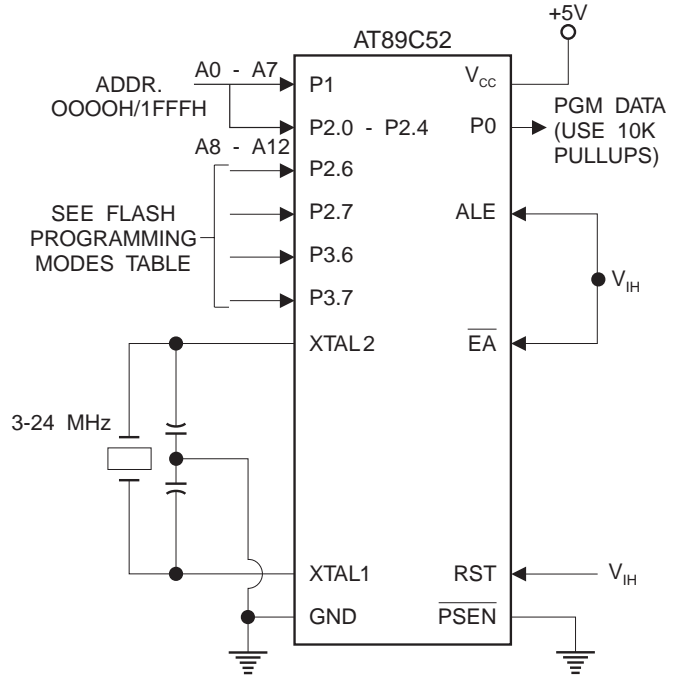 +5V
AT89C52
ADDR.
OOOOH/1FFFH
A0 - A7
P1
VCC
PGM DATA
(USE 10K
PULLUPS)
P2.0 - P2.4
P0
A8 - A12
P2.6
SEE FLASH
PROGRAMMING
MODES TABLE
P2.7
ALE
P3.6
VIH
P3.7
XTAL2
EA
3-24 MHz
XTAL1
RST
VIH
GND
PSEN